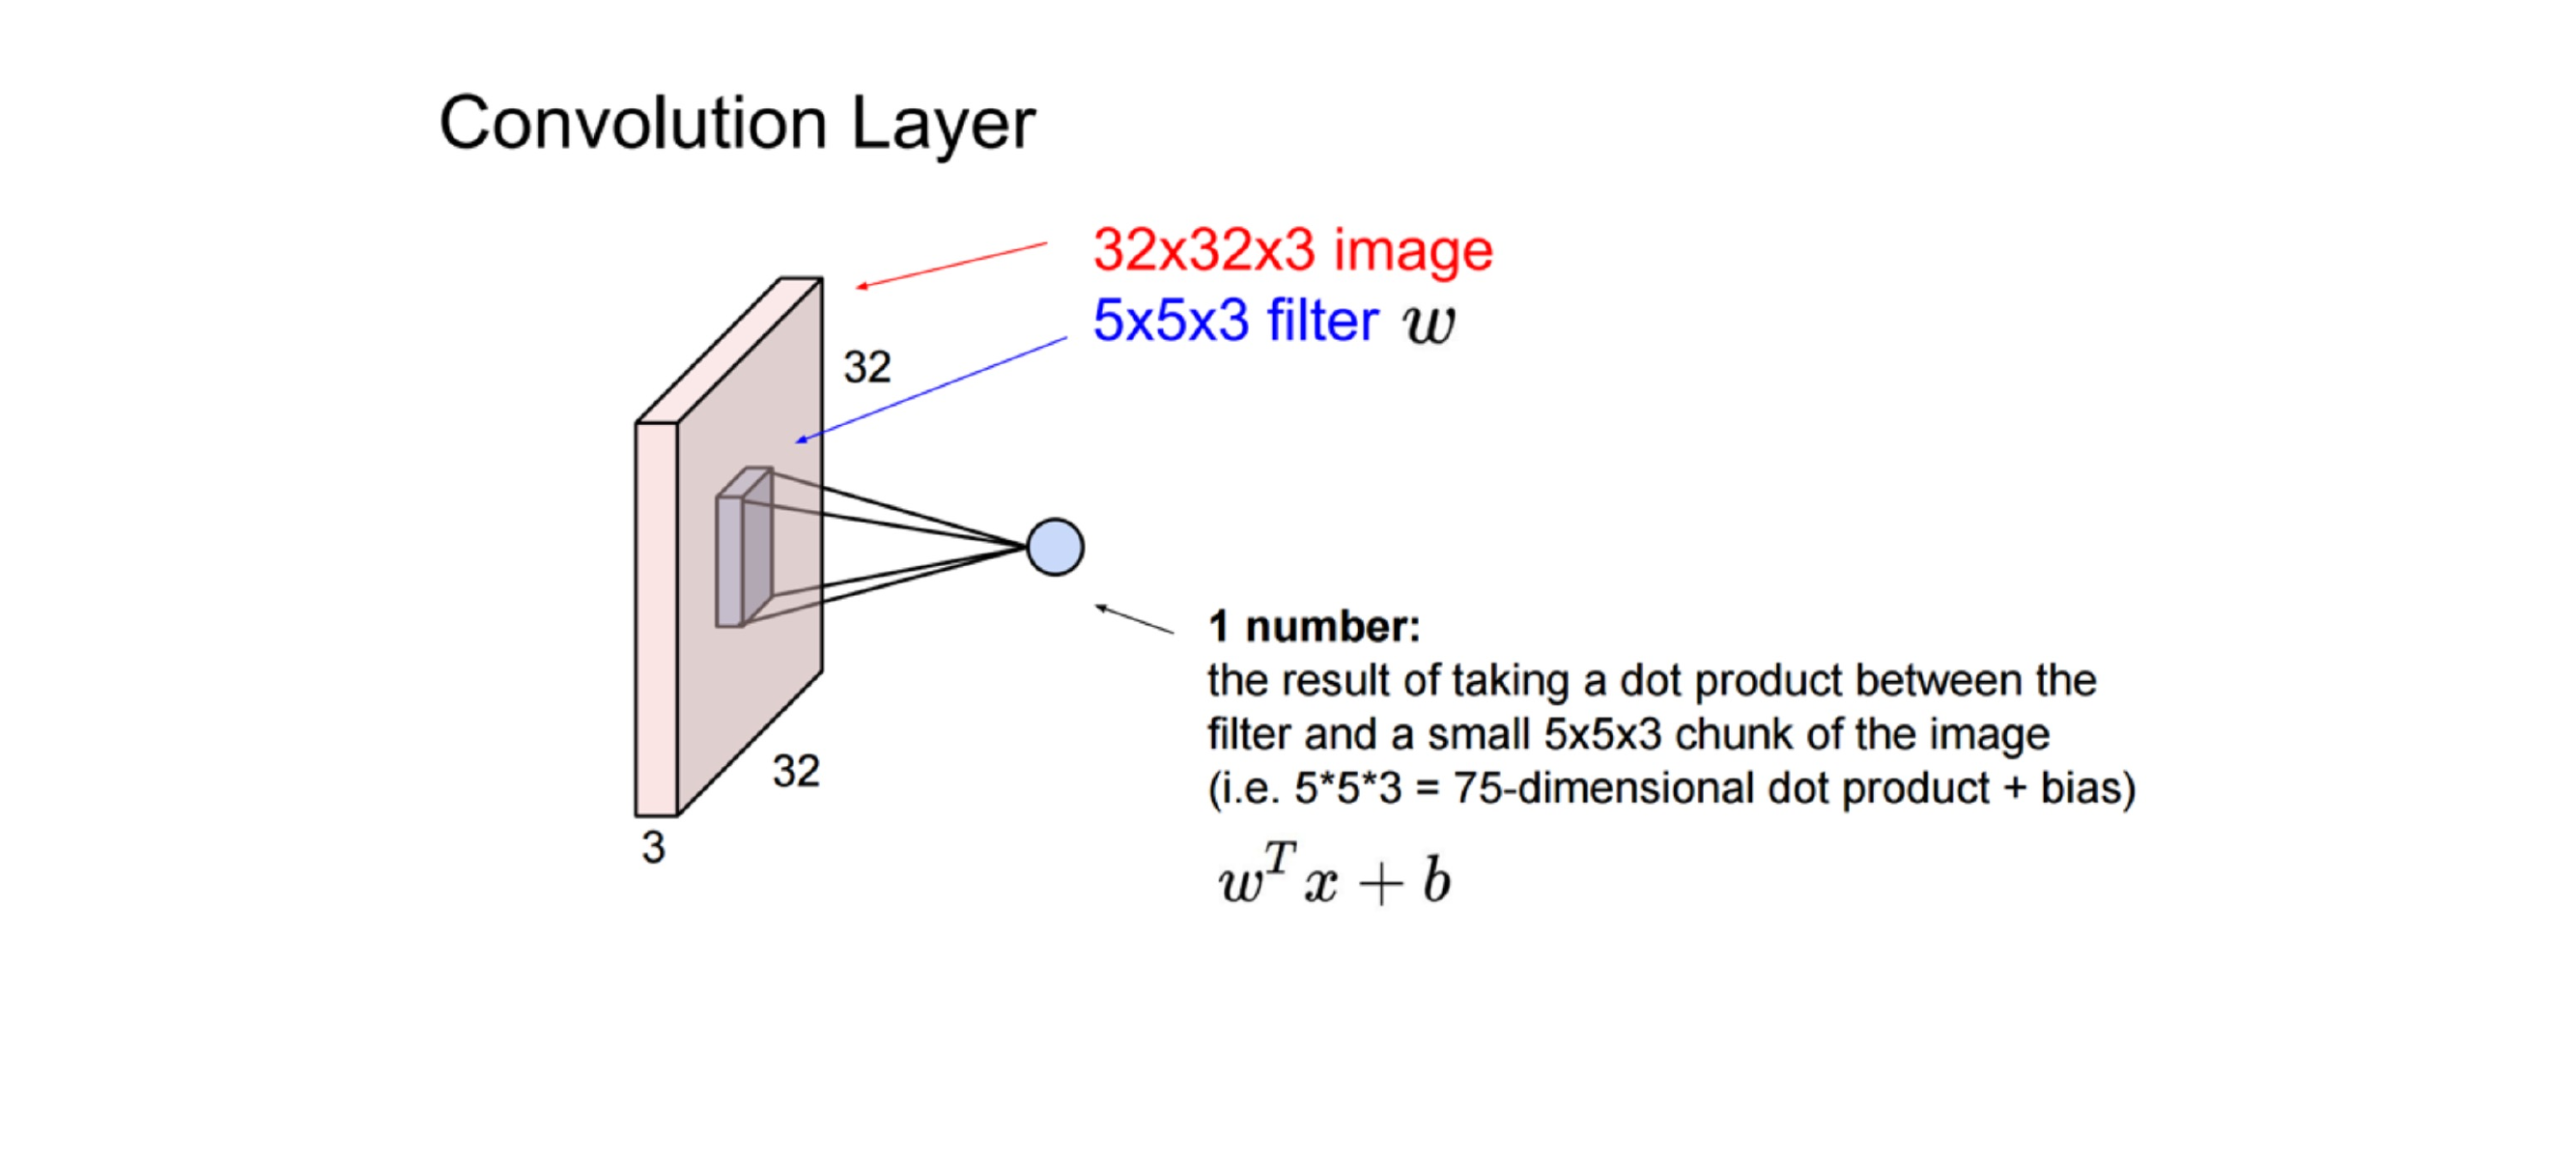 Convolution Layer
32x32x3 image
5x5x3 filter w
32
32
3
1 number:
the result of taking a dot product between the
filter and a small 5x5x3 chunk of the image
(i.e. 5*5*3 = 75-dimensional dot product + bias)
w^T x + b